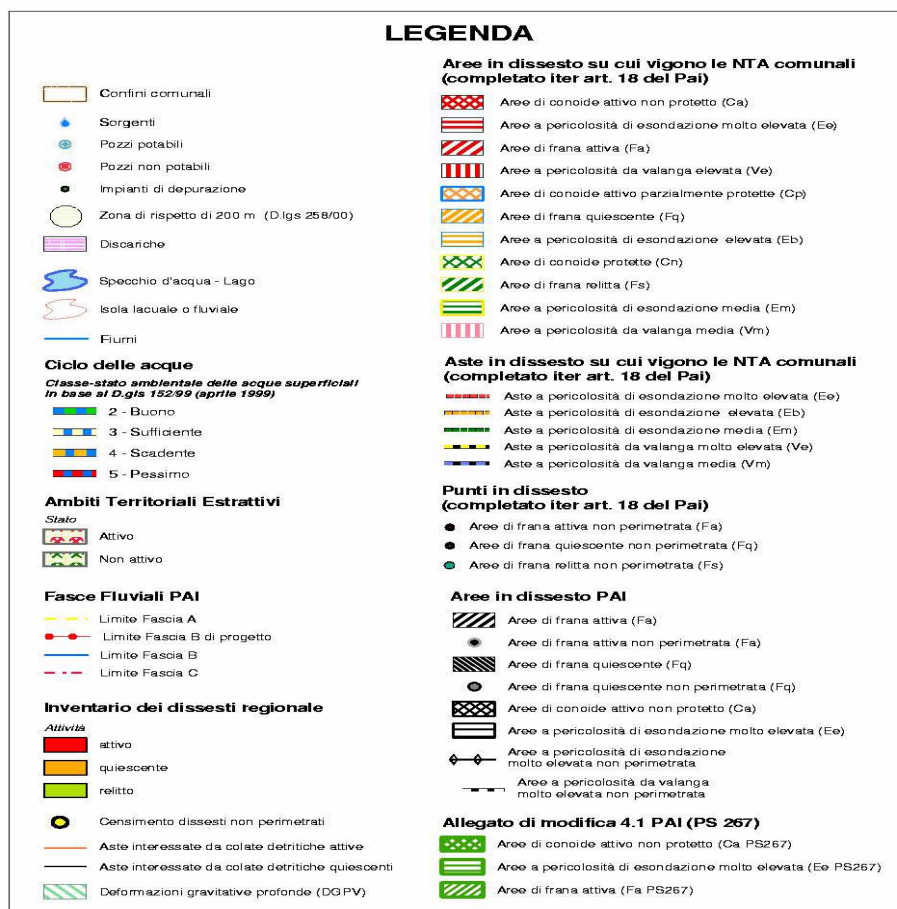 LEGENDA
Confini comunali
Sorgenti
Pozzi potabili
Pozzi non potabili
Impianti di depurazione
Zona di rispetto di 200 m (D.lgs 258/00)
Discariche
Specchio d'acqua - Lago
Isola lacuale o fluviale
Fiumi
Ciclo delle acque
Classe-stato ambientale delle acque superficiali
in base al D.gls 152/99 (aprile 1999)
2 - Buono
3 - Sufficiente
4 - Scadente
5 - Pessimo
Ambiti Territoriali Estrattivi
Stato
Attivo
Non attivo
Fasce Fluviali PAI
Limite Fascia A
Limite Fascia B di progetto
Limite Fascia B
Limite Fascia C
Inventario dei dissesti regionale
Attività
attivo
quiescente
relitto
Censimento dissesti non perimetrati
Aste interessate da colate detritiche attive
Aste interessate da colate detritiche quiescenti
Deformazioni gravitative profonde (DGPV)
Aree in dissesto su cui vigono le NTA comunali
(completato iter art. 18 del Pai)
Aree di conoide attivo non protetto (Ca)
Aree a pericolosità di esondazione molto elevata (Ee)
Aree di frana attiva (Fa)
Aree a pericolosità da valanga elevata (Ve)
Aree di conoide attivo parzialmente protette (Cp)
Aree di frana quiescente (Fq)
Aree a pericolosità di esondazione elevata (Eb)
Aree di conoide protette (Cn)
Aree di frana relitta (Fs)
Aree a pericolosità di esondazione media (Em)
Aree a pericolosità da valanga media (Vm)
Aste in dissesto su cui vigono le NTA comunali
(completato iter art. 18 del Pai)
Aste a pericolosità di esondazione molto elevata (Ee)
Aste a pericolosità di esondazione elevata (Eb)
Aste a pericolosità di esondazione media (Em)
Aste a pericolosità da valanga molto elevata (Ve)
Aste a pericolosità da valanga media (Vm)
Punti in dissesto
(completato iter art. 18 del Pai)
Aree di frana attiva non perimetrata (Fa)
Aree di frana quiescente non perimetrata (Fq)
Aree di frana relitta non perimetrata (Fs)
Aree in dissesto PAI
Aree di frana attiva (Fa)
Aree di frana attiva non perimetrata (Fa)
Aree di frana quiescente (Fq)
Aree di frana quiescente non perimetrata (Fq)
Aree di conoide attivo non protetto (Ca)
Aree a pericolosità di esondazione molto elevata (Ee)
Aree a pericolosità di esondazione
molto elevata non perimetrata
Aree a pericolosità da valanga
molto elevata non perimetrata
Allegato di modifica 4.1 PAI (PS 267)
Aree di conoide attivo non protetto (Ca PS267)
Aree a pericolosità di esondazione molto elevata (Ee PS267)
Aree di frana attiva (Fa PS267)